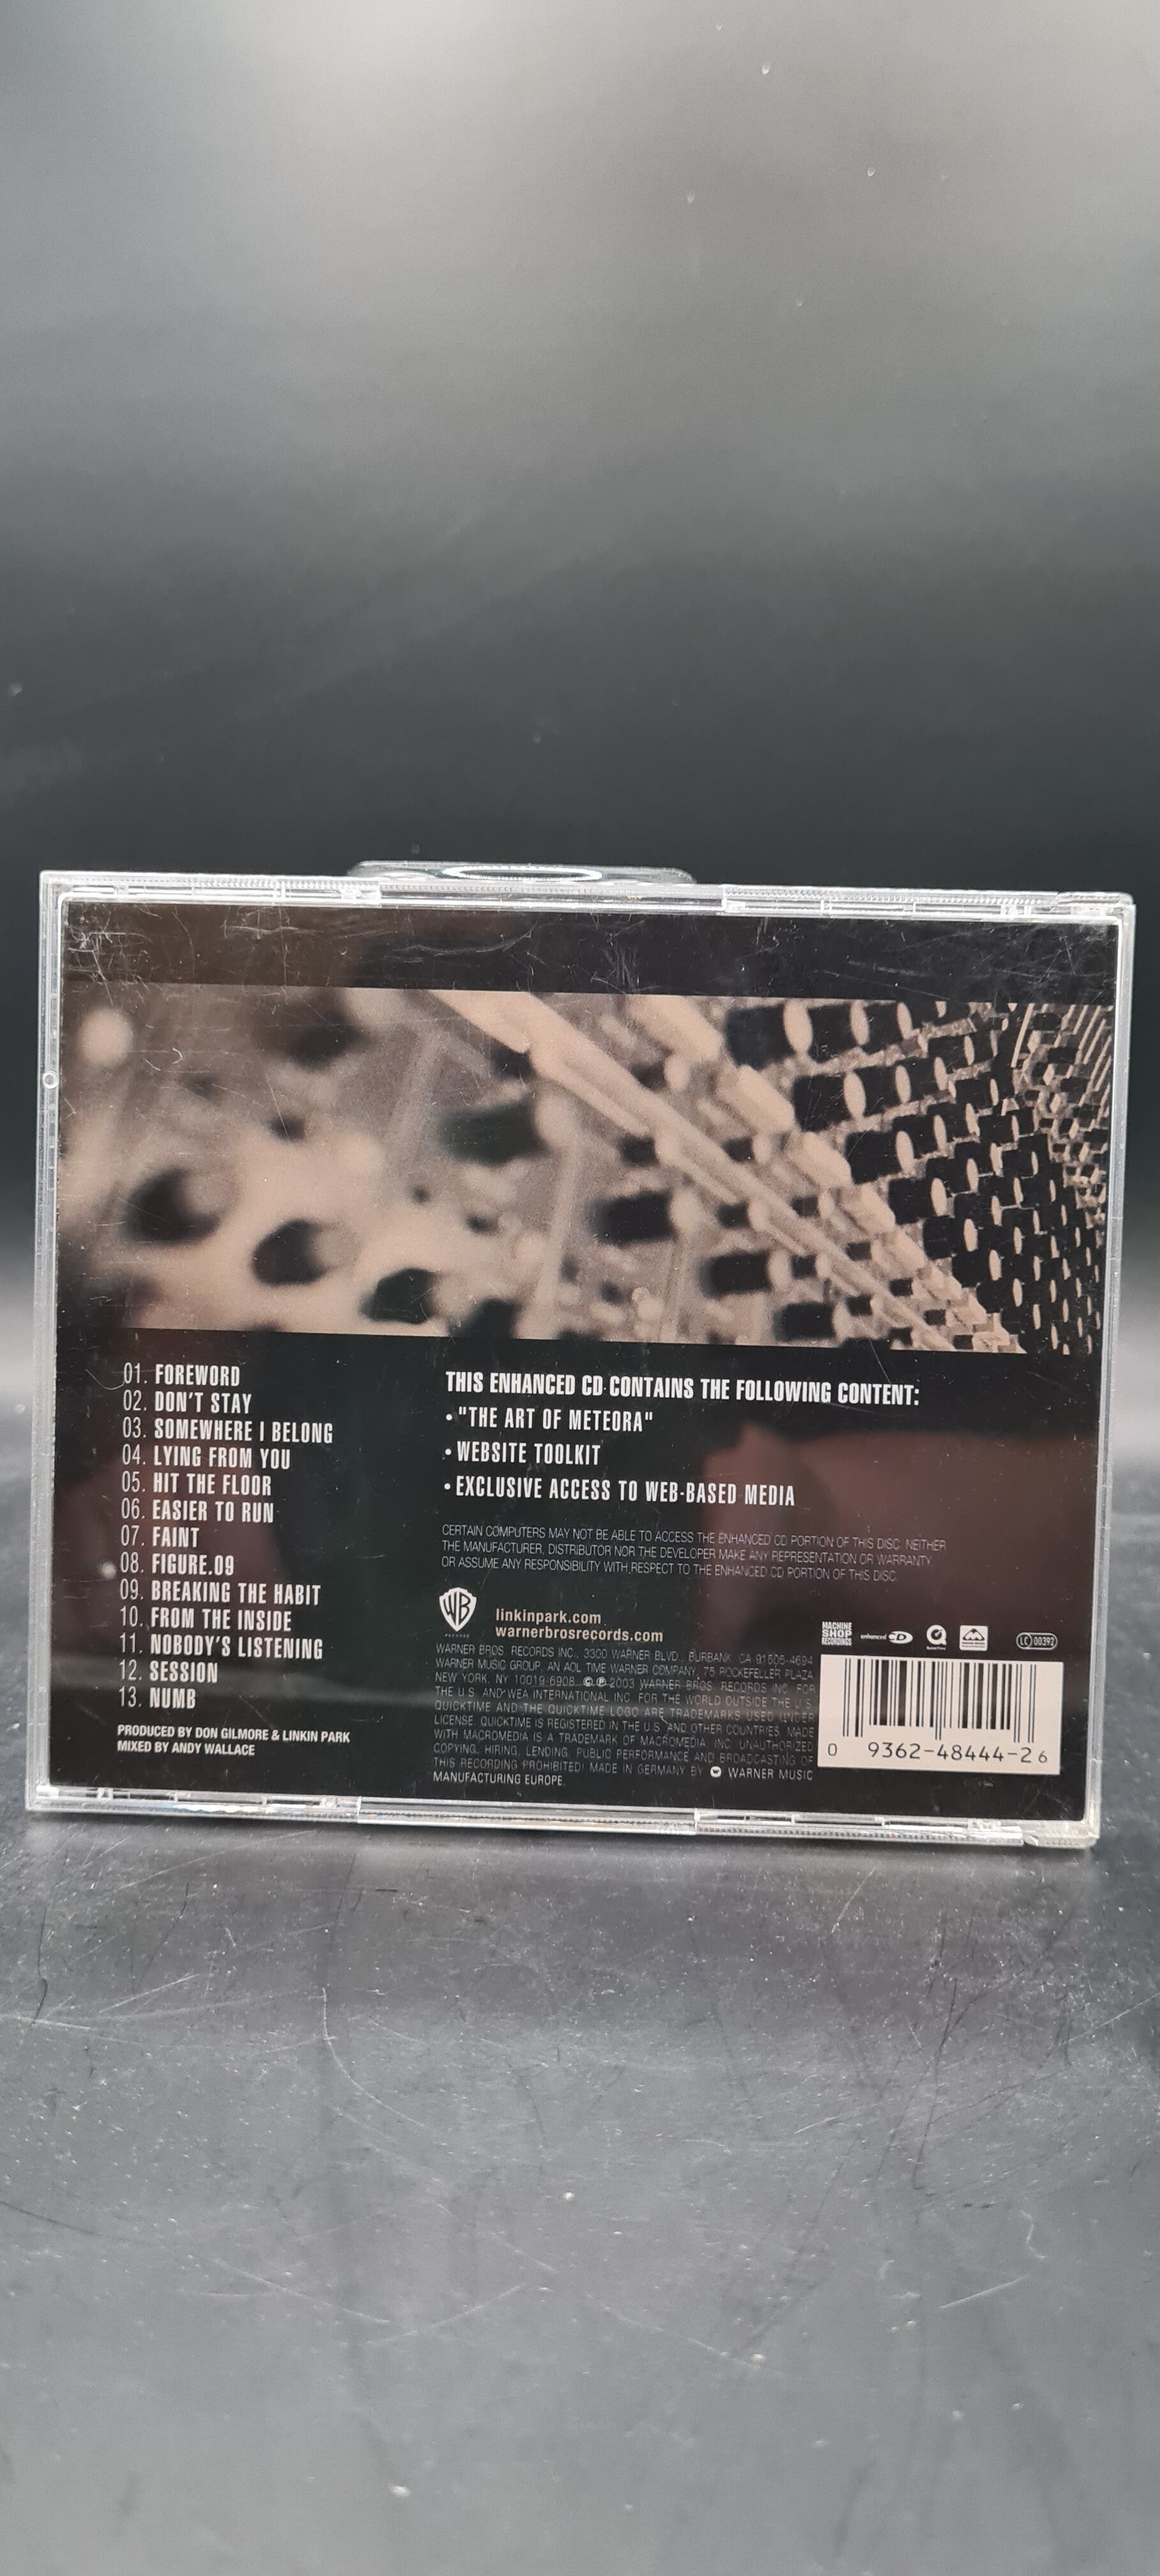 01. FOREWORD
02. DON'T STAY
03. SOMEWHERE I BELONG
04. LYING FROM YOU
05. HIT THE FLOOR
06. EASIER TO RUN
07. FAINT
08. FIGURE.09
09. BREAKING THE HABIT
10. FROM THE INSIDE
11. NOBODY'S LISTENING
12. SESSION
13. NUMB
PRODUCED BY DON GILMORE & LINKIN PARK
MIXED BY ANDY WALLACE
THIS ENHANCED CD CONTAINS THE FOLLOWING CONTENT:
• "THE ART OF METEORA"
• WEBSITE TOOLKIT
• EXCLUSIVE ACCESS TO WEB-BASED MEDIA
CERTAIN COMPUTERS MAY NOT BE ABLE TO ACCESS THE ENHANCED CD PORTION OF THIS DISC. NEITHER
THE MANUFACTURER, DISTRIBUTOR NOR THE DEVELOPER MAKE ANY REPRESENTATION OR WARRANTY,
OR ASSUME ANY RESPONSIBILITY WITH RESPECT TO THE ENHANCED CD PORTION OF THIS DISC.
WB
RECORDS
linkinpark.com
warnerbrosrecords.com
WARNER BROS. RECORDS INC., 3300 WARNER BLVD., BURBANK, CA 91505-4694
WARNER MUSIC GROUP, AN AOL TIME WARNER COMPANY, 75 ROCKEFELLER PLAZA,
NEW YORK, NY 10019-6908. © ℗ 2003 WARNER BROS. RECORDS INC. FOR
THE U.S. AND WEA INTERNATIONAL INC. FOR THE WORLD OUTSIDE THE U.S.
QUICKTIME AND THE QUICKTIME LOGO ARE TRADEMARKS USED UNDER
LICENSE. QUICKTIME IS REGISTERED IN THE U.S. AND OTHER COUNTRIES. MADE
WITH MACROMEDIA IS A TRADEMARK OF MACROMEDIA, INC. UNAUTHORIZED
COPYING, HIRING, LENDING, PUBLIC PERFORMANCE AND BROADCASTING OF
THIS RECORDING PROHIBITED! MADE IN GERMANY BY WARNER MUSIC
MANUFACTURING EUROPE.
MACHINE
SHOP
RECORDINGS
enhanced CD
LC 00392
0 9362-48444-2 6